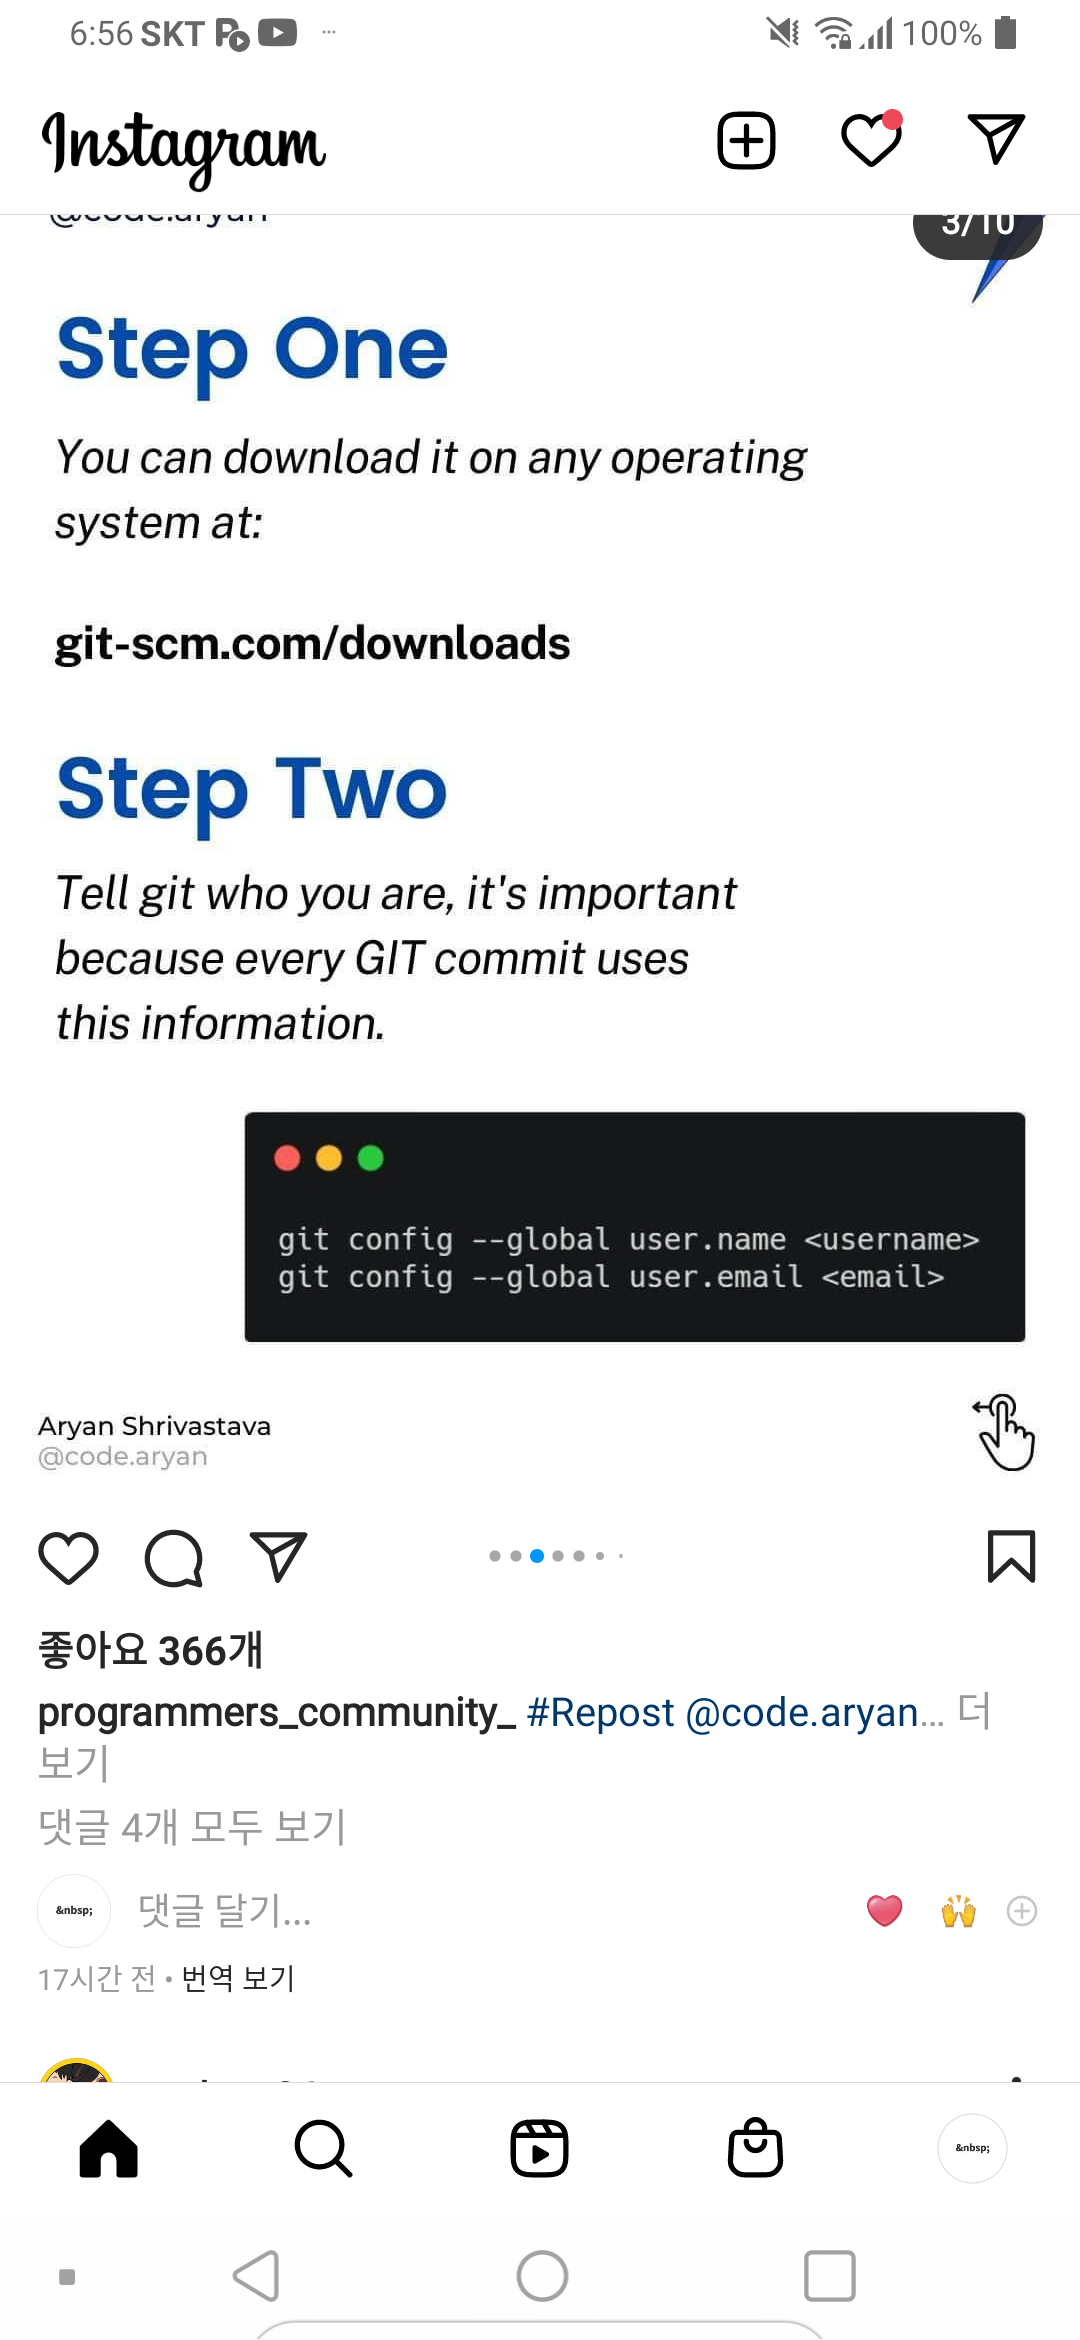 6:56 SKT
100%
Instagram
@code.aryan
3/10
Step One
You can download it on any operating
system at:
git-scm.com/downloads
Step Two
Tell git who you are, it's important
because every GIT commit uses
this information.
git config --global user.name <username>
git config --global user.email <email>
Aryan Shrivastava
@code.aryan
좋아요 366개
programmers_community_ #Repost @code.aryan... 더
보기
댓글 4개 모두 보기
&nbsp;
댓글 달기...
17시간 전 • 번역 보기
&nbsp;